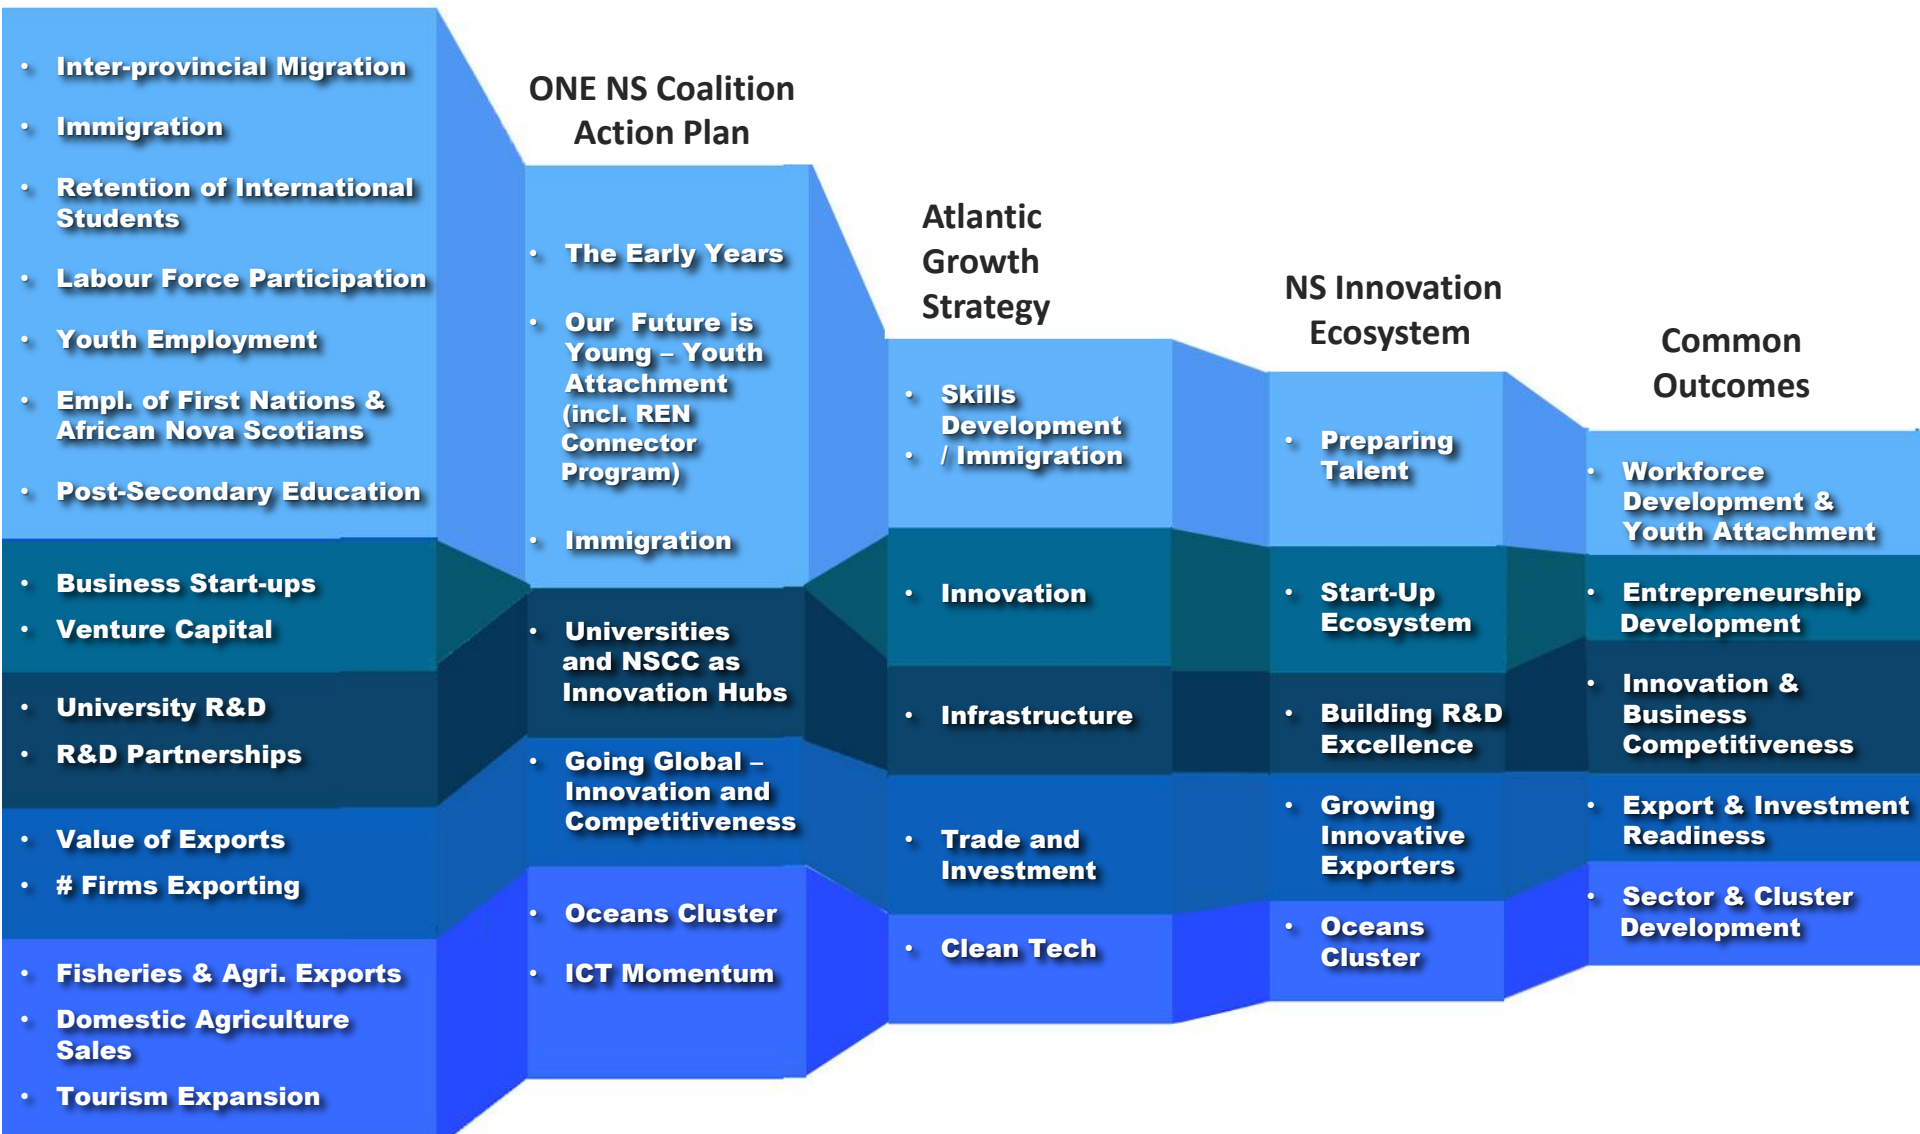 • Inter-provincial Migration
• Immigration
• Retention of International
Students
• Labour Force Participation
• Youth Employment
• Empl. of First Nations &
African Nova Scotians
• Post-Secondary Education
• Business Start-ups
• Venture Capital
• University R&D
• R&D Partnerships
• Value of Exports
• # Firms Exporting
• Fisheries & Agri. Exports
• Domestic Agriculture
Sales
• Tourism Expansion
ONE NS Coalition
Action Plan
• The Early Years
• Our Future is
Young – Youth
Attachment
(incl. REN
Connector
Program)
• Immigration
• Universities
and NSCC as
Innovation Hubs
• Going Global –
Innovation and
Competitiveness
• Oceans Cluster
• ICT Momentum
Atlantic
Growth
Strategy
• Skills
Development
• / Immigration
• Innovation
• Infrastructure
• Trade and
Investment
• Clean Tech
NS Innovation
Ecosystem
• Preparing
Talent
• Start-Up
Ecosystem
• Building R&D
Excellence
• Growing
Innovative
Exporters
• Oceans
Cluster
Common
Outcomes
• Workforce
Development &
Youth Attachment
• Entrepreneurship
Development
• Innovation &
Business
Competitiveness
• Export & Investment
Readiness
• Sector & Cluster
Development